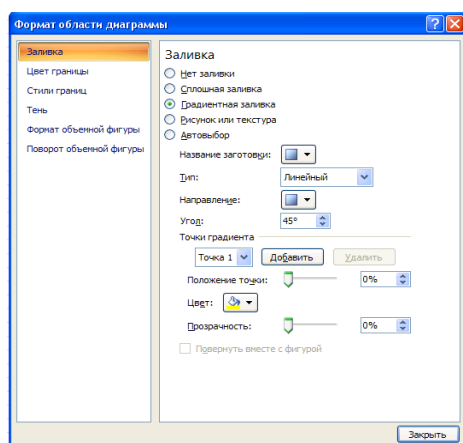 Формат области диаграммы
Заливка
Цвет границы
Стили границ
Тень
Формат объемной фигуры
Поворот объемной фигуры
Заливка
Нет заливки
Сплошная заливка
Градиентная заливка
Рисунок или текстура
Автовыбор
Название заготовки:
Тип: Линейный
Направление:
Угол: 45°
Точки градиента
Точка 1 Добавить Удалить
Положение точки: 0%
Цвет:
Прозрачность: 0%
Повернуть вместе с фигурой
Закрыть